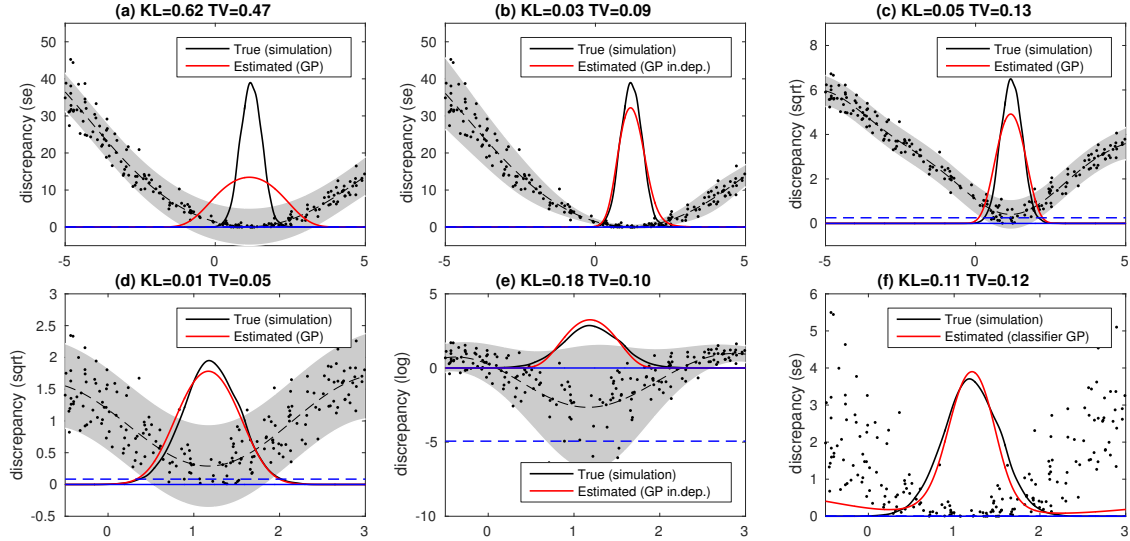 (a) KL=0.62 TV=0.47
(b) KL=0.03 TV=0.09
(c) KL=0.05 TV=0.13
discrepancy (se)
50
40
30
20
10
0
-5
0
5
True (simulation)
Estimated (GP)
discrepancy (se)
50
40
30
20
10
0
-5
0
5
True (simulation)
Estimated (GP in.dep.)
discrepancy (sqrt)
8
6
4
2
0
-5
0
5
True (simulation)
Estimated (GP)
(d) KL=0.01 TV=0.05
(e) KL=0.18 TV=0.10
(f) KL=0.11 TV=0.12
discrepancy (sqrt)
3
2.5
2
1.5
1
0.5
0
-0.5
0
1
2
3
True (simulation)
Estimated (GP)
discrepancy (log)
5
0
-5
-10
0
1
2
3
True (simulation)
Estimated (GP in.dep.)
discrepancy (se)
6
5
4
3
2
1
0
0
1
2
3
True (simulation)
Estimated (classifier GP)